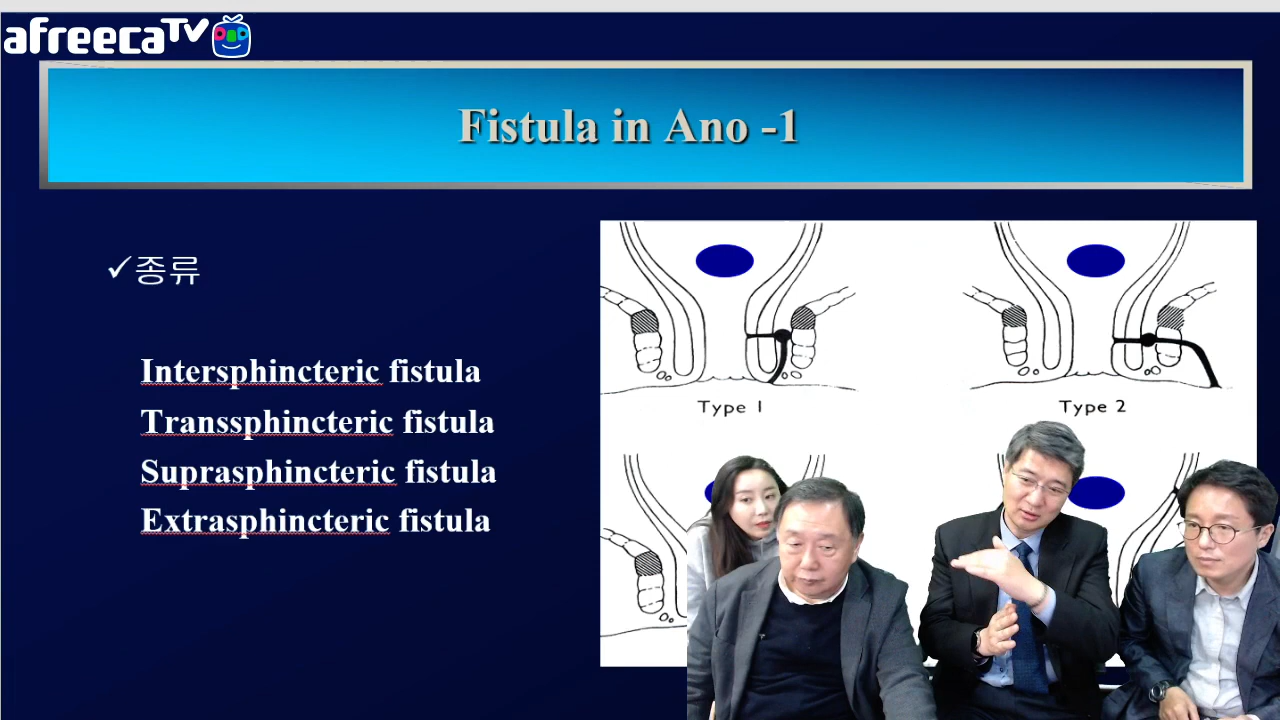 afreecaTV
Fistula in Ano -1
✓종류
Intersphincteric fistula
Transsphincteric fistula
Suprasphincteric fistula
Extrasphincteric fistula
Type 1
Type 2